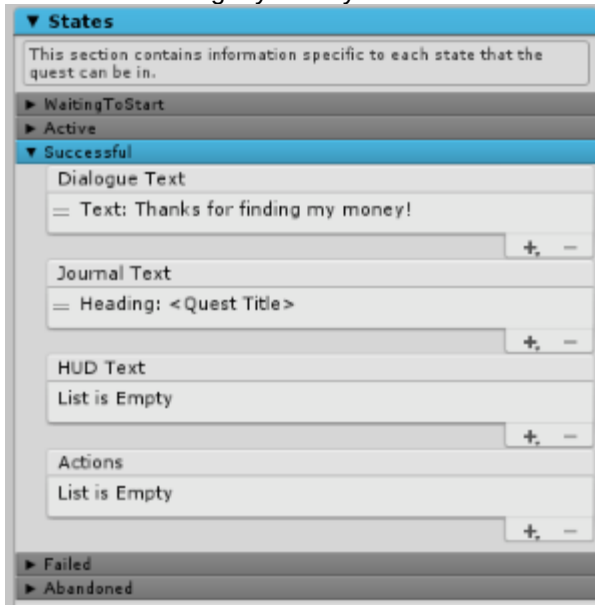 States
This section contains information specific to each state that the
quest can be in.
WaitingToStart
Active
Successful
Dialogue Text
= Text: Thanks for finding my money!
+ −
Journal Text
= Heading: <Quest Title>
+ −
HUD Text
List is Empty
+ −
Actions
List is Empty
+ −
Failed
Abandoned